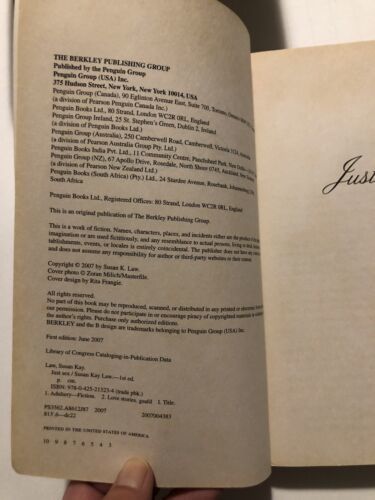 THE BERKLEY PUBLISHING GROUP
Published by the Penguin Group
Penguin Group (USA) Inc.
375 Hudson Street, New York, New York 10014, USA
Penguin Group (Canada), 90 Eglinton Avenue East, Suite 700, Toronto, Ontario
(a division of Pearson Penguin Canada Inc.)
Penguin Books Ltd., 80 Strand, London WC2R 0RL, England
Penguin Group Ireland, 25 St. Stephen's Green, Dublin 2, Ireland
(a division of Penguin Books Ltd.)
Penguin Group (Australia), 250 Camberwell Road, Camberwell, Victoria 3124, Australia
(a division of Pearson Australia Group Pty. Ltd.)
Penguin Books India Pvt. Ltd., 11 Community Centre, Panchsheel Park, New Delhi
Penguin Group (NZ), 67 Apollo Drive, Rosedale, North Shore 0745, Auckland, New Zealand
(a division of Pearson New Zealand Ltd.)
Penguin Books (South Africa) (Pty.) Ltd., 24 Sturdee Avenue, Rosebank, Johannesburg
South Africa
Penguin Books Ltd., Registered Offices: 80 Strand, London WC2R 0RL, England
This is an original publication of The Berkley Publishing Group.
This is a work of fiction. Names, characters, places, and incidents either are the product of the
imagination or are used fictitiously, and any resemblance to actual persons, living or dead,
tablishments, events, or locales is entirely coincidental. The publisher does not have any
and does not assume any responsibility for author or third-party websites or their content.
Copyright © 2007 by Susan K. Law.
Cover photo © Zoran Milich/Masterfile.
Cover design by Rita Frangie.
All rights reserved.
No part of this book may be reproduced, scanned, or distributed in any printed or electronic form
our permission. Please do not participate in or encourage piracy of copyrighted materials in
the author's rights. Purchase only authorized editions.
BERKLEY and the B design are trademarks belonging to Penguin Group (USA) Inc.
First edition: June 2007
Library of Congress Cataloging-in-Publication Data
Law, Susan Kay.
Just sex / Susan Kay Law.—1st ed.
p. cm.
ISBN: 978-0-425-21523-4 (trade pbk.)
1. Adultery—Fiction. 2. Love stories. gsafd 1. Title.
PS3562.A8612J87 2007
813.6—dc22 2007004383
PRINTED IN THE UNITED STATES OF AMERICA
10 9 8 7 6 5 4 3
Just